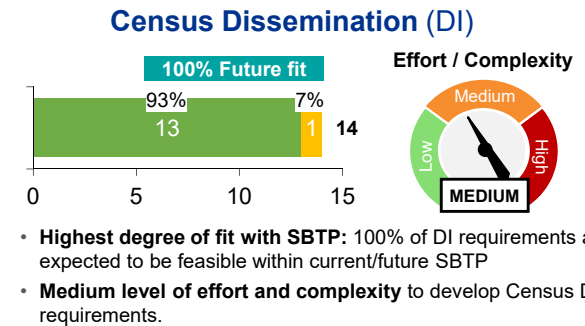 Census Dissemination (DI)
100% Future fit
93%
7%
13
1
14
0
5
10
15
Effort / Complexity
Low
Medium
High
MEDIUM
• Highest degree of fit with SBTP: 100% of DI requirements
expected to be feasible within current/future SBTP
• Medium level of effort and complexity to develop Census
requirements.